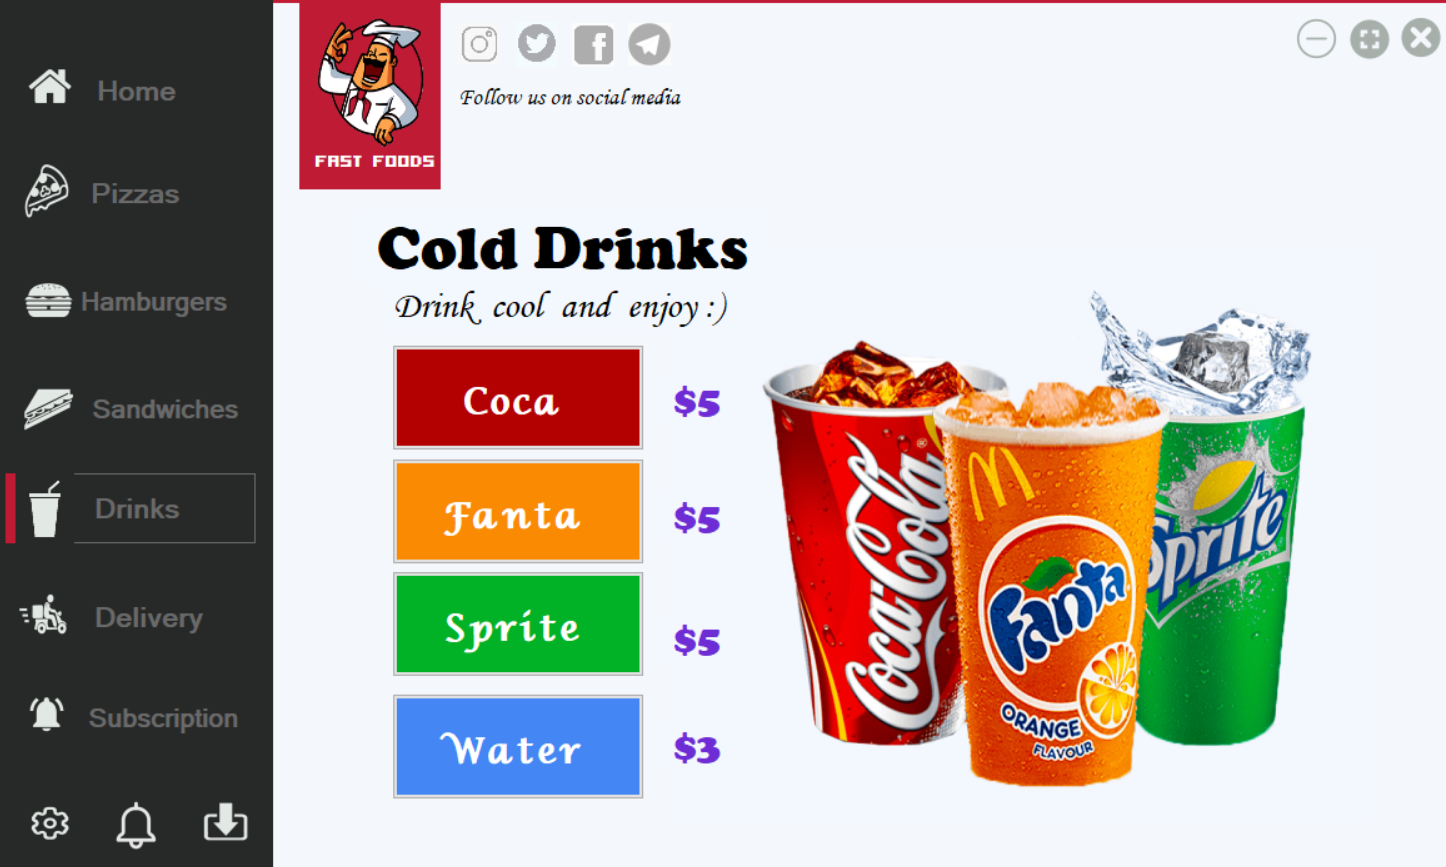 Home
Pizzas
Hamburgers
Sandwiches
Drinks
Delivery
Subscription
FAST FOODS
Follow us on social media
Cold Drinks
Drink cool and enjoy :)
Coca $5
Fanta $5
Sprite $5
Water $3
Coca-Cola
®
Fanta
ORANGE
FLAVOUR
Sprite